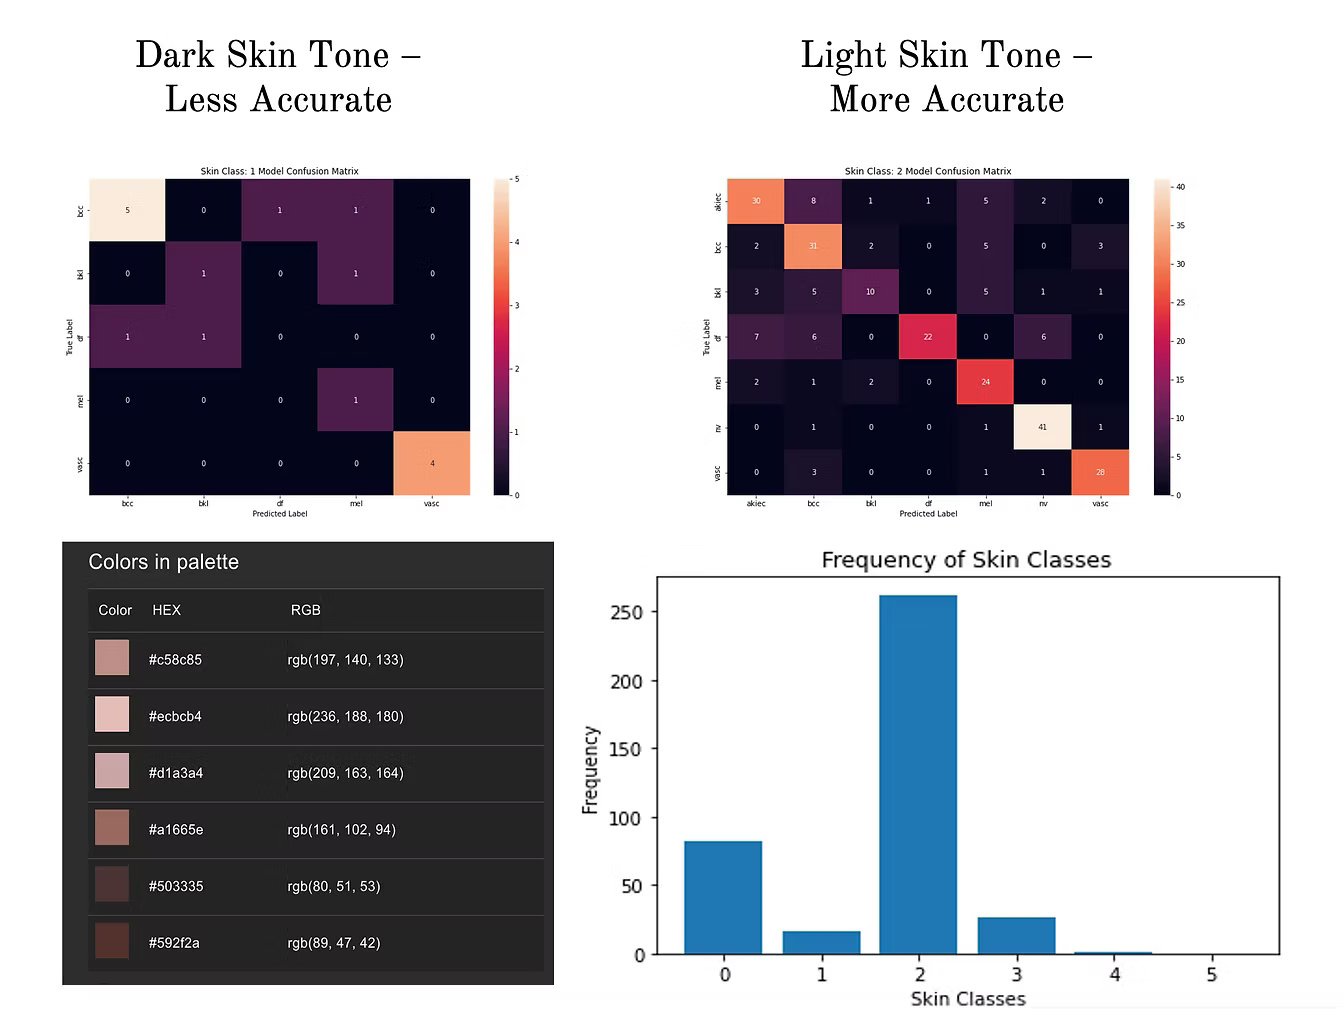 Dark Skin Tone –
Less Accurate
Light Skin Tone –
More Accurate
Skin Class: 1 Model Confusion Matrix
True Label
bcc
5 0 1 1 0
bkl
0 1 0 1 0
df
1 1 0 0 0
mel
0 0 0 1 0
vasc
0 0 0 0 4
bcc bkl df mel vasc
Predicted Label
5
4
3
2
1
0
Skin Class: 2 Model Confusion Matrix
True Label
akiec
30 8 1 1 5 2 0
bcc
2 31 2 0 5 0 3
bkl
3 5 10 0 5 1 1
df
7 6 0 22 0 6 0
mel
2 1 2 0 24 0 0
nv
0 1 0 0 1 41 1
vasc
0 3 0 0 1 1 28
akiec bcc bkl df mel nv vasc
Predicted Label
40
35
30
25
20
15
10
5
0
Colors in palette
Color HEX RGB
#c58c85 rgb(197, 140, 133)
#ecbcb4 rgb(236, 188, 180)
#d1a3a4 rgb(209, 163, 164)
#a1665e rgb(161, 102, 94)
#503335 rgb(80, 51, 53)
#592f2a rgb(89, 47, 42)
Frequency of Skin Classes
Frequency
250
200
150
100
50
0
0 1 2 3 4 5
Skin Classes